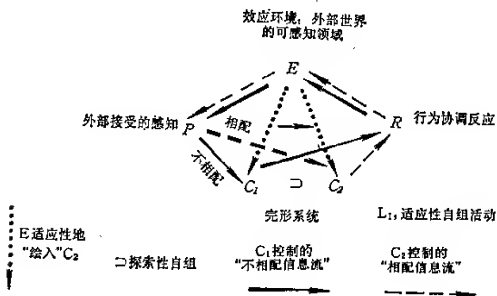 效应环境；外部世界
的可感知领域
E
外部接受的感知
P
相配
R
行为协调反应
不相配
C₁
⊃
C₂
完形系统
L₁,适应性自组活动
E适应性地
“绘入”C₂
⊃探索性自组
C₁控制的
“不相配信息流”
C₂控制的
“相配信息流”